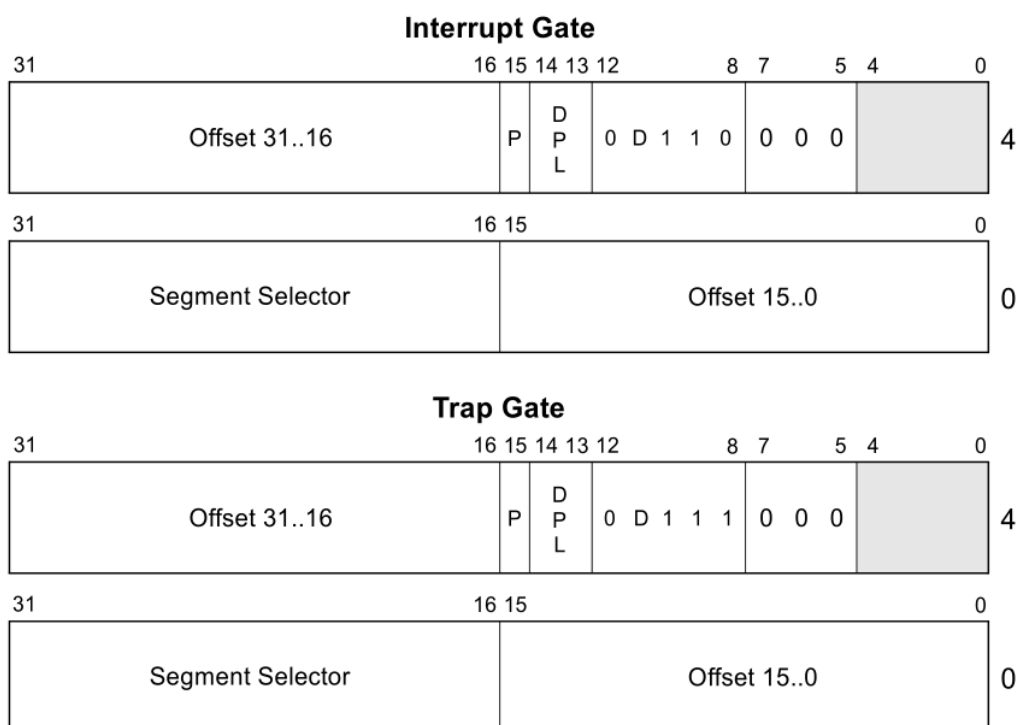 Interrupt Gate
31 16 15 14 13 12 8 7 5 4 0
Offset 31..16 P DPL 0 D 1 1 0 0 0 0 4
31 16 15 0
Segment Selector Offset 15..0 0
Trap Gate
31 16 15 14 13 12 8 7 5 4 0
Offset 31..16 P DPL 0 D 1 1 1 0 0 0 4
31 16 15 0
Segment Selector Offset 15..0 0